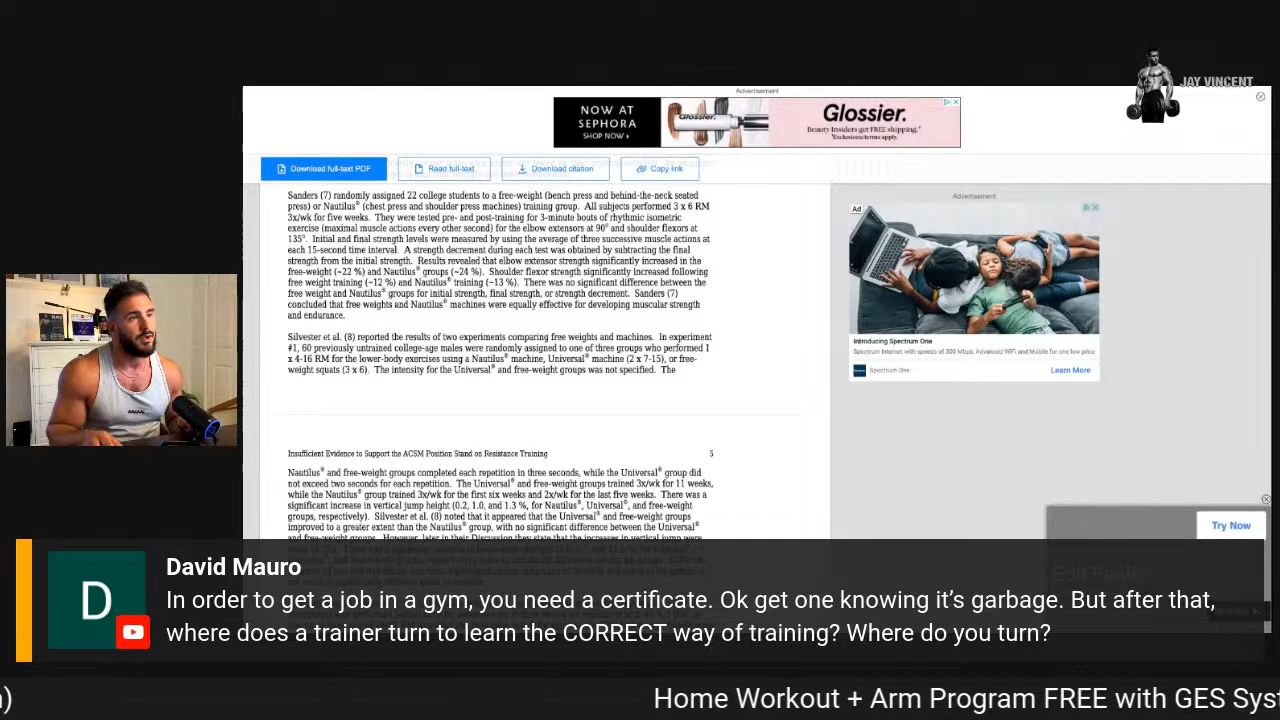 JAY VINCENT
Advertisement
NOW AT
SEPHORA
SHOP NOW
Glossier.
Glossier.
Beauty Insiders get FREE shipping.*
*Exclusions/terms apply.
Download full-text PDF
Read full-text
Download citation
Copy link
Sanders (7) randomly assigned 22 college students to a free-weight (bench press and behind-the-neck seated
press) or Nautilus® (chest press and shoulder press machines) training group. All subjects performed 3 x 6 RM
3x/wk for five weeks. They were tested pre- and post-training for 3-minute bouts of rhythmic isometric
exercise (maximal muscle actions every other second) for the elbow extensors at 90° and shoulder flexors at
135°. Initial and final strength levels were measured by using the average of three successive muscle actions at
each 15-second time interval. A strength decrement during each test was obtained by subtracting the final
strength from the initial strength. Results revealed that elbow extensor strength significantly increased in the
free-weight (~22 %) and Nautilus® groups (~24 %). Shoulder flexor strength significantly increased following
free weight training (~12 %) and Nautilus® training (~13 %). There was no significant difference between the
free weight and Nautilus® groups for initial strength, final strength, or strength decrement. Sanders (7)
concluded that free weights and Nautilus® machines were equally effective for developing muscular strength
and endurance.
Silvester et al. (8) reported the results of two experiments comparing free weights and machines. In experiment
#1, 60 previously untrained college-age males were randomly assigned to one of three groups who performed 1
x 4-16 RM for the lower-body exercises using a Nautilus® machine, Universal® machine (2 x 7-15), or free-
weight squats (3 x 6). The intensity for the Universal® and free-weight groups was not specified. The
Advertisement
Ad
Introducing Spectrum One
Spectrum Internet with speeds of 300 Mbps, Advanced WiFi and Mobile for one low price
Spectrum One
Learn More
Insufficient Evidence to Support the ACSM Position Stand on Resistance Training 5
Nautilus® and free-weight groups completed each repetition in three seconds, while the Universal® group did
not exceed two seconds for each repetition. The Universal® and free-weight groups trained 3x/wk for 11 weeks,
while the Nautilus® group trained 3x/wk for the first six weeks and 2x/wk for the last five weeks. There was a
significant increase in vertical jump height (0.2, 1.0, and 1.3 %, for Nautilus®, Universal®, and free-weight
groups, respectively). Silvester et al. (8) noted that it appeared that the Universal® and free-weight groups
improved to a greater extent than the Nautilus® group, with no significant difference between the Universal®
and free-weight groups. However, later in their Discussion they state that the increases in vertical jump were
Try Now
D
David Mauro
In order to get a job in a gym, you need a certificate. Ok get one knowing it's garbage. But after that,
where does a trainer turn to learn the CORRECT way of training? Where do you turn?
)
Home Workout + Arm Program FREE with GES Syst